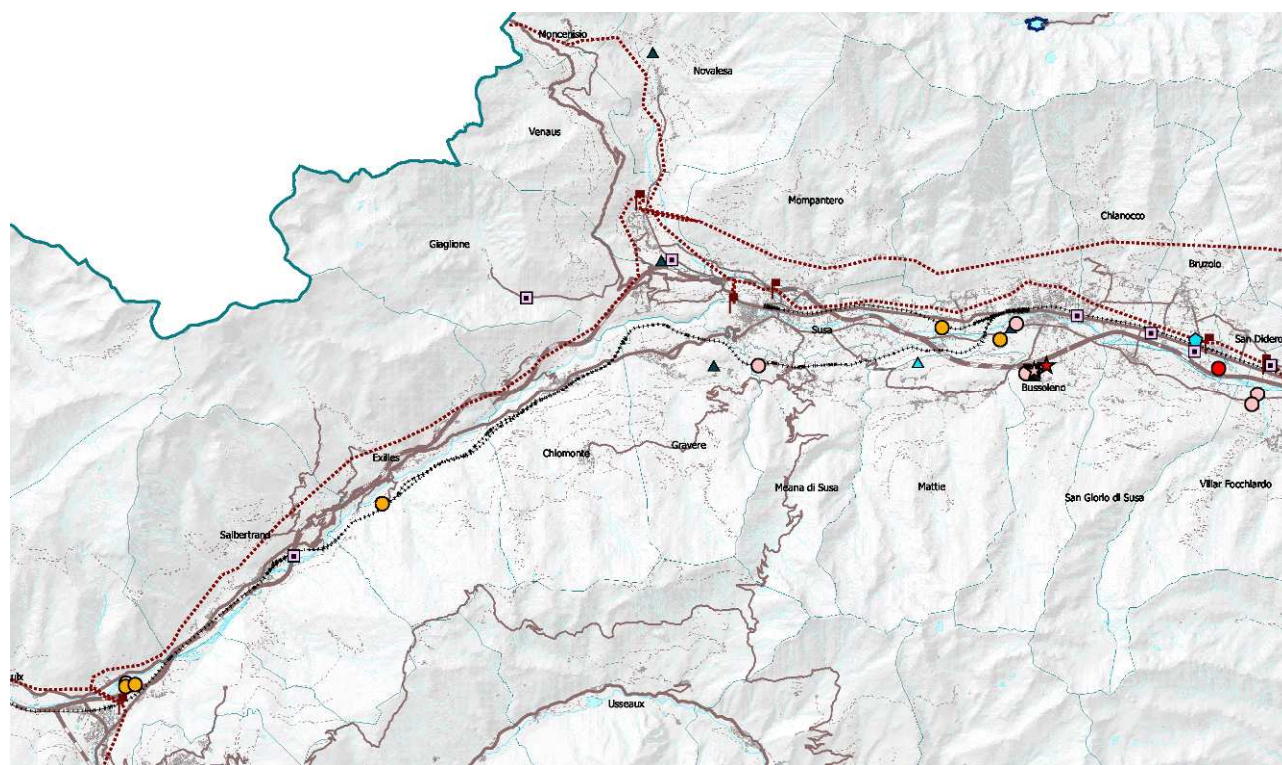 Moncenisio
Novalesa
Venaus
Mompantero
Chianocco
Giaglione
Bruzolo
Susa
San Didero
Bussoleno
Exilles
Chiomonte
Gravere
Meana di Susa
Mattie
San Giorio di Susa
Villar Focchiardo
Salbertrand
ulx
Usseaux